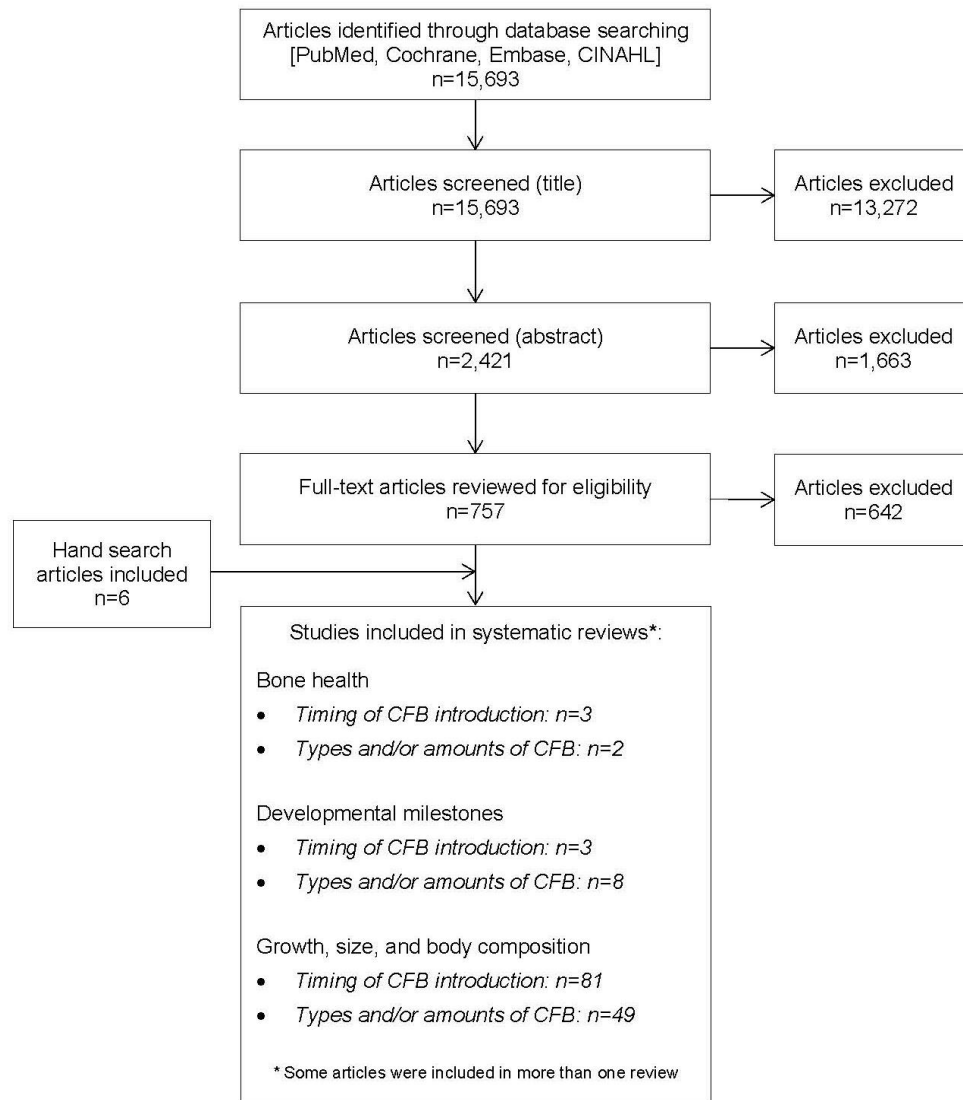 Articles identified through database searching
[PubMed, Cochrane, Embase, CINAHL]
n=15,693
Articles screened (title)
n=15,693
Articles excluded
n=13,272
Articles screened (abstract)
n=2,421
Articles excluded
n=1,663
Full-text articles reviewed for eligibility
n=757
Articles excluded
n=642
Hand search
articles included
n=6
Studies included in systematic reviews*:
Bone health
• Timing of CFB introduction: n=3
• Types and/or amounts of CFB: n=2
Developmental milestones
• Timing of CFB introduction: n=3
• Types and/or amounts of CFB: n=8
Growth, size, and body composition
• Timing of CFB introduction: n=81
• Types and/or amounts of CFB: n=49
* Some articles were included in more than one review